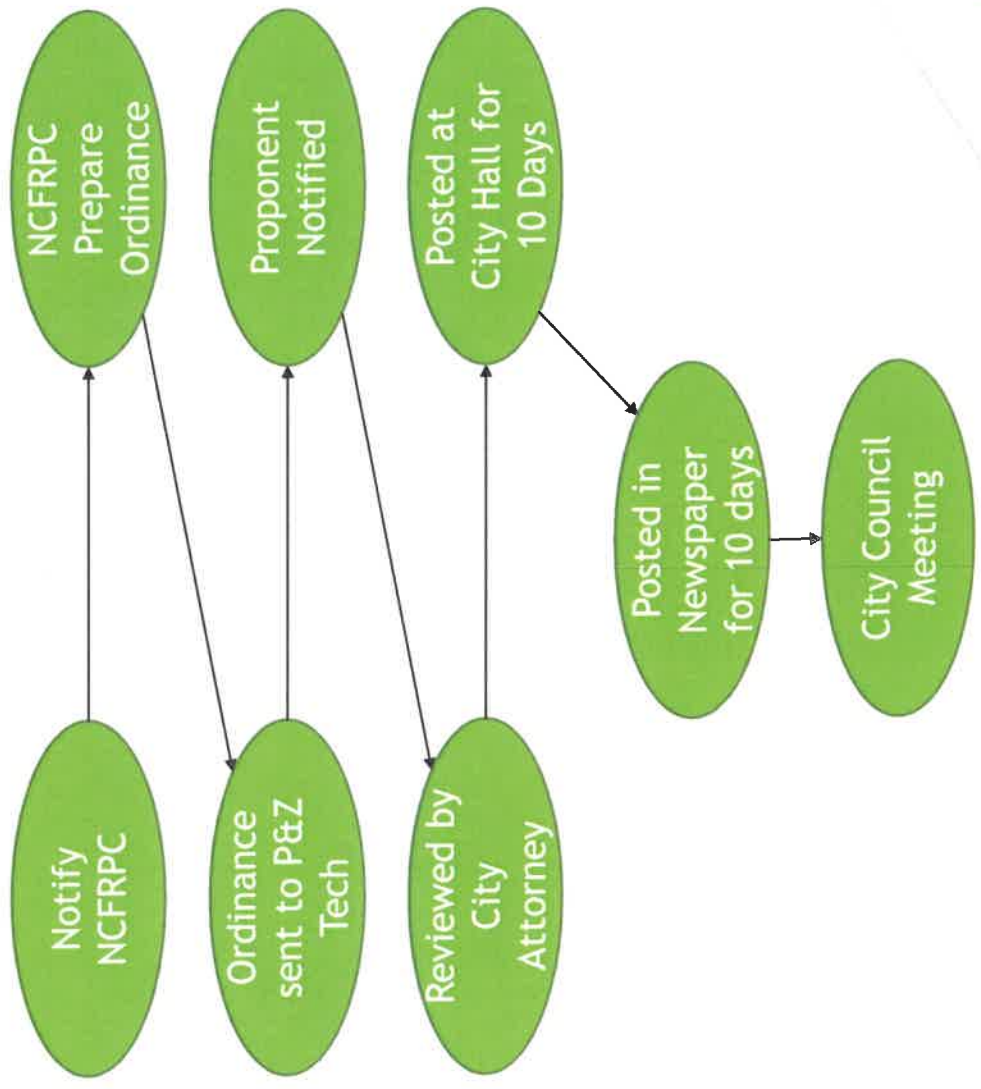 Notify
NCFRPC
NCFRPC
Prepare
Ordinance
Ordinance
sent to P&Z
Tech
Proponent
Notified
Reviewed by
City
Attorney
Posted at
City Hall for
10 Days
Posted in
Newspaper
for 10 days
City Council
Meeting